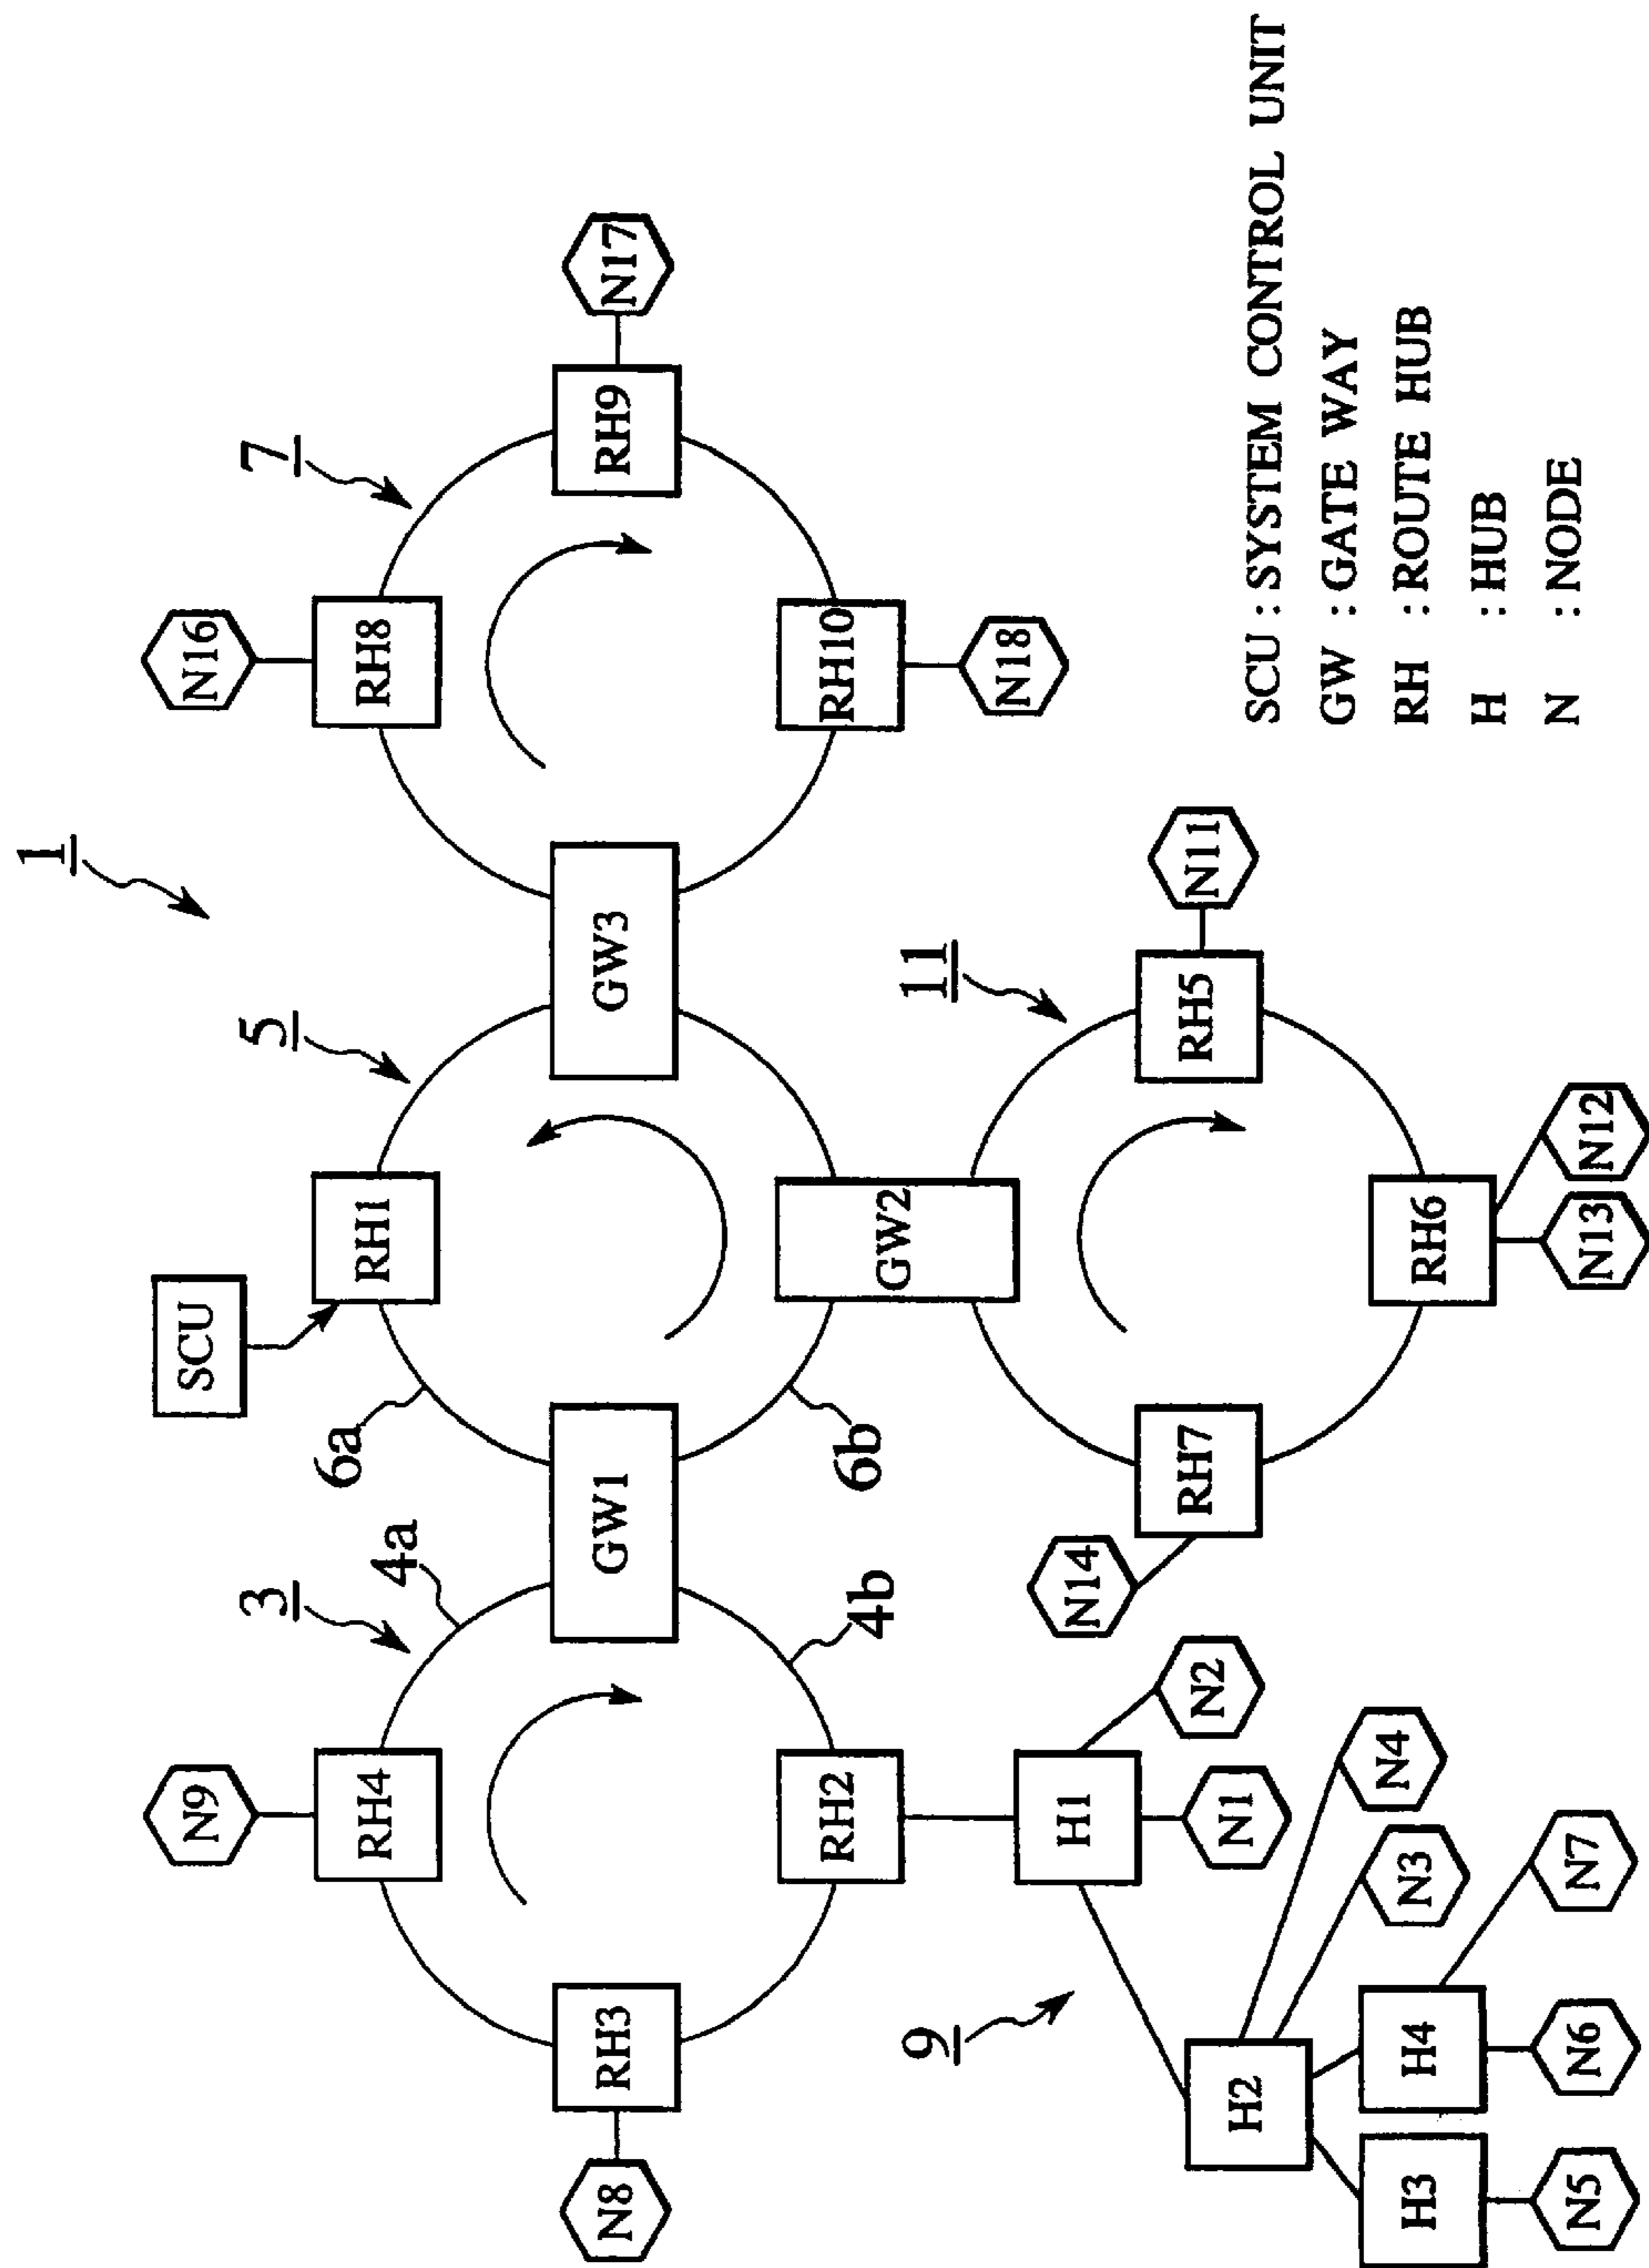 1
3
5
7
4a
6a
SCU
N9
N16
RH4
RH1
RH8
N8
RH3
GW1
GW3
RH9
N17
4b
6b
RH2
GW2
RH10
N18
9
11
H1
N2
N1
N14
RH7
RH5
N11
H2
N4
N3
H3
H4
N7
N5
N6
RH6
N13
N12
SCU : SYSTEM CONTROL UNIT
GW : GATE WAY
RH : ROUTE HUB
H : HUB
N : NODE